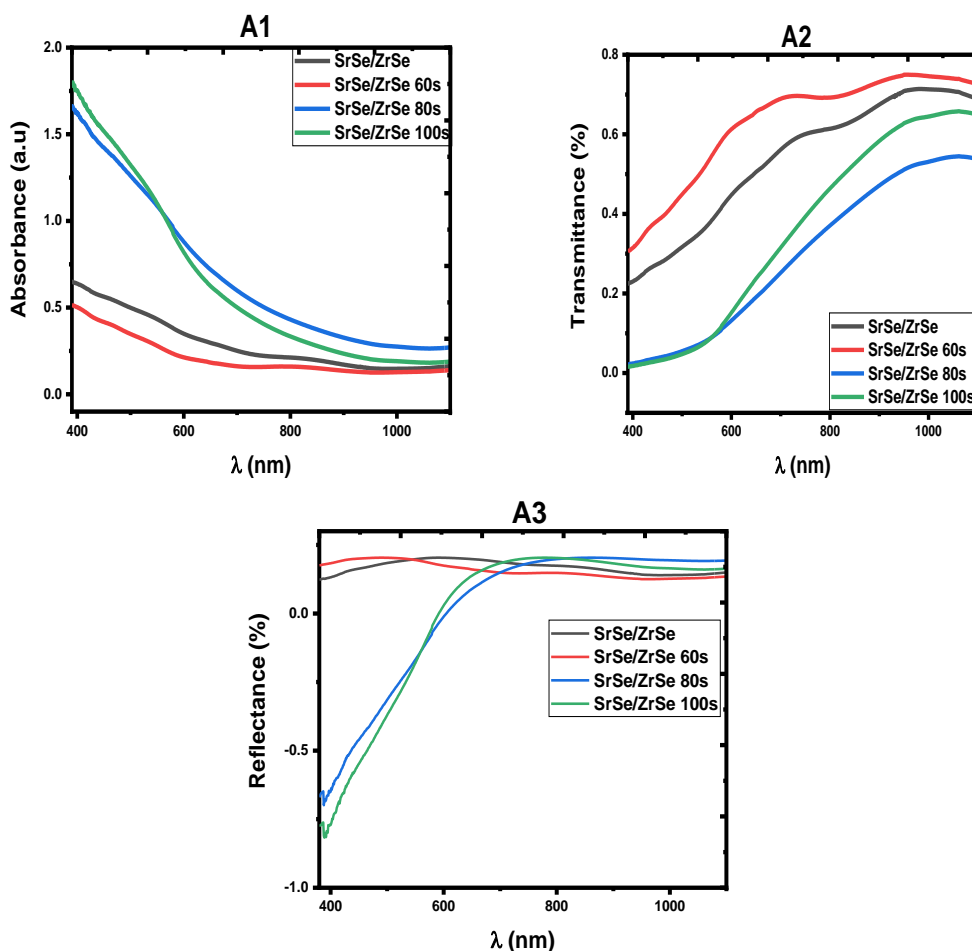 A1
Absorbance (a.u)
2.0
1.5
1.0
0.5
0.0
SrSe/ZrSe
SrSe/ZrSe 60s
SrSe/ZrSe 80s
SrSe/ZrSe 100s
400 600 800 1000
λ (nm)
A2
Transmittance (%)
0.8
0.6
0.4
0.2
0.0
SrSe/ZrSe
SrSe/ZrSe 60s
SrSe/ZrSe 80s
SrSe/ZrSe 100s
400 600 800 1000
λ (nm)
A3
Reflectance (%)
0.0
-0.5
-1.0
SrSe/ZrSe
SrSe/ZrSe 60s
SrSe/ZrSe 80s
SrSe/ZrSe 100s
400 600 800 1000
λ (nm)